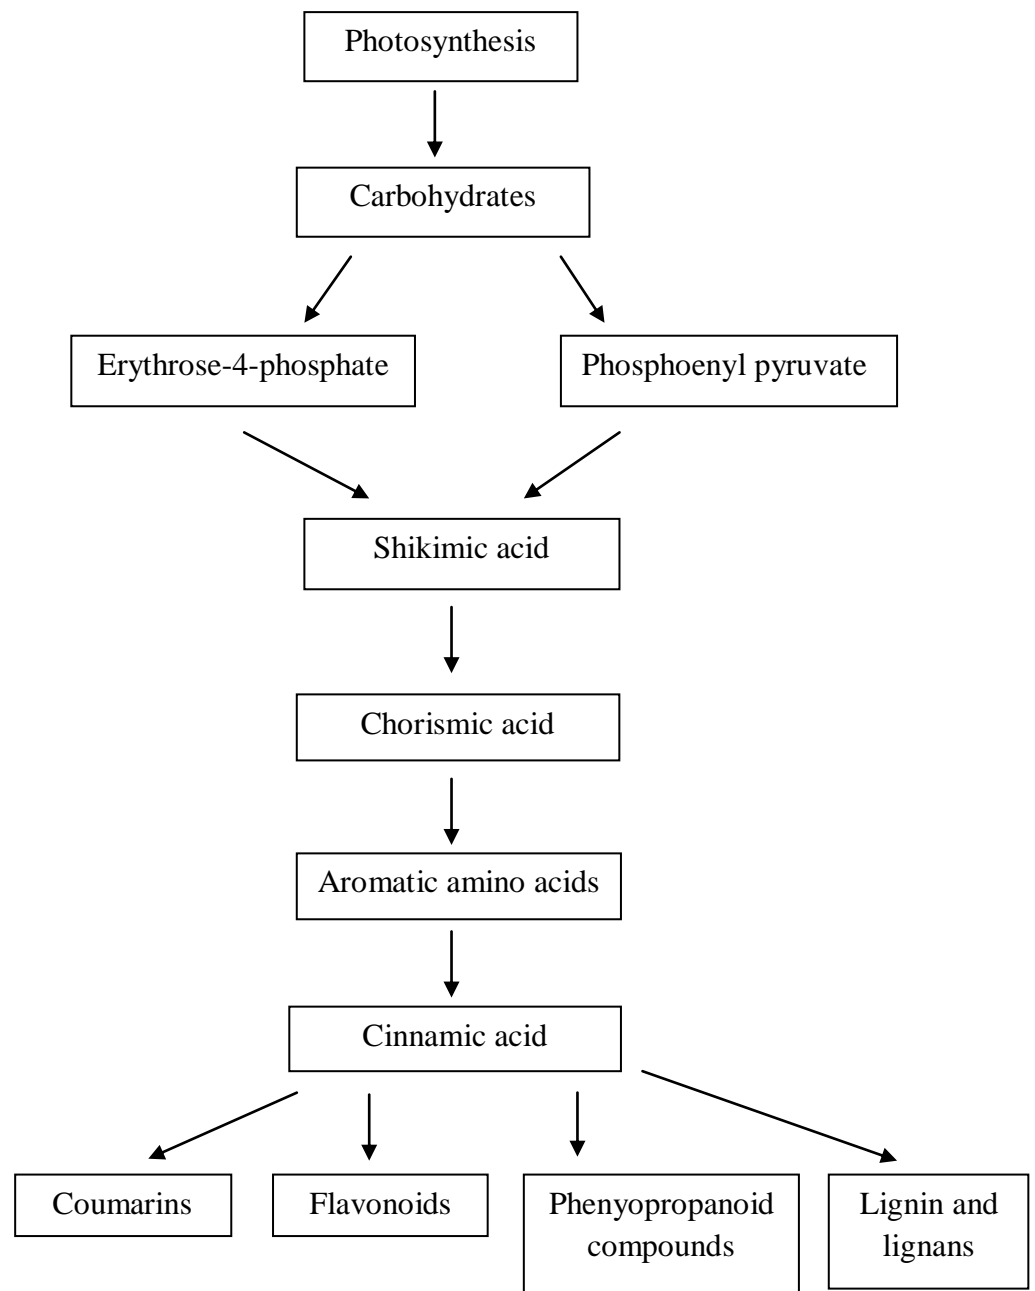 Photosynthesis
Carbohydrates
Erythrose-4-phosphate
Phosphoenyl pyruvate
Shikimic acid
Chorismic acid
Aromatic amino acids
Cinnamic acid
Coumarins
Flavonoids
Phenyopropanoid
compounds
Lignin and
lignans